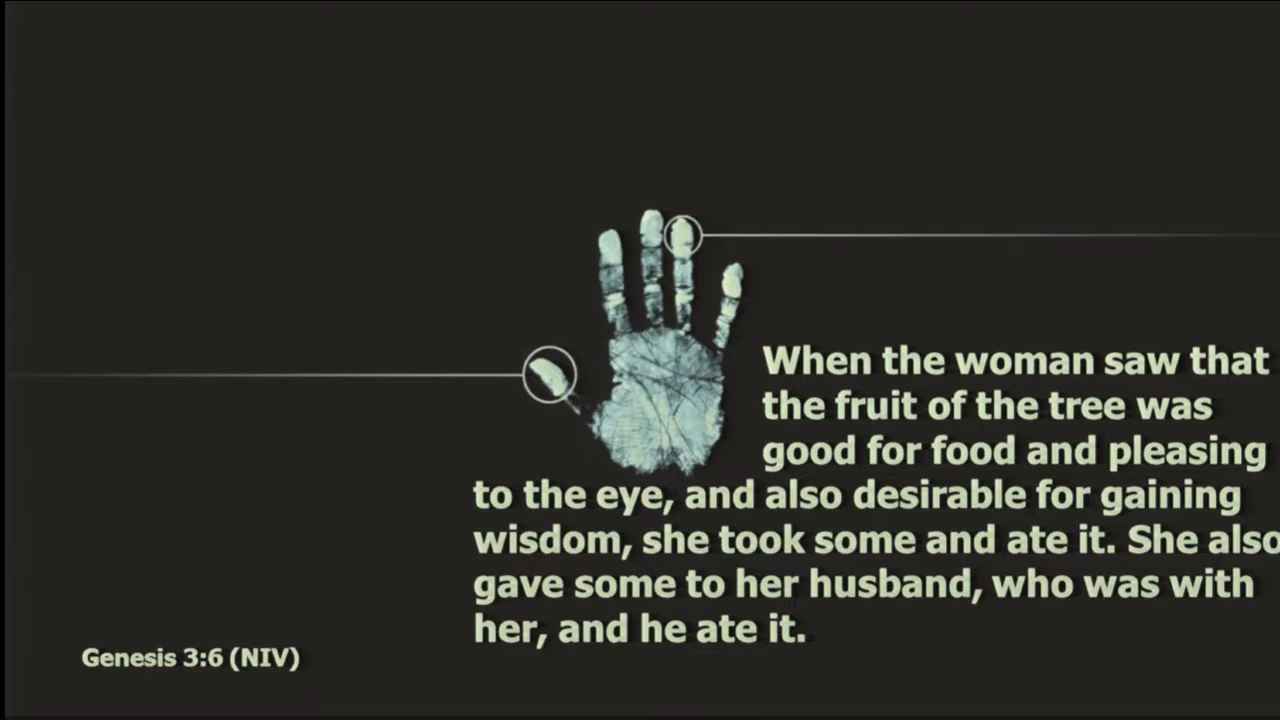 When the woman saw that
the fruit of the tree was
good for food and pleasing
to the eye, and also desirable for gaining
wisdom, she took some and ate it. She also
gave some to her husband, who was with
her, and he ate it.
Genesis 3:6 (NIV)